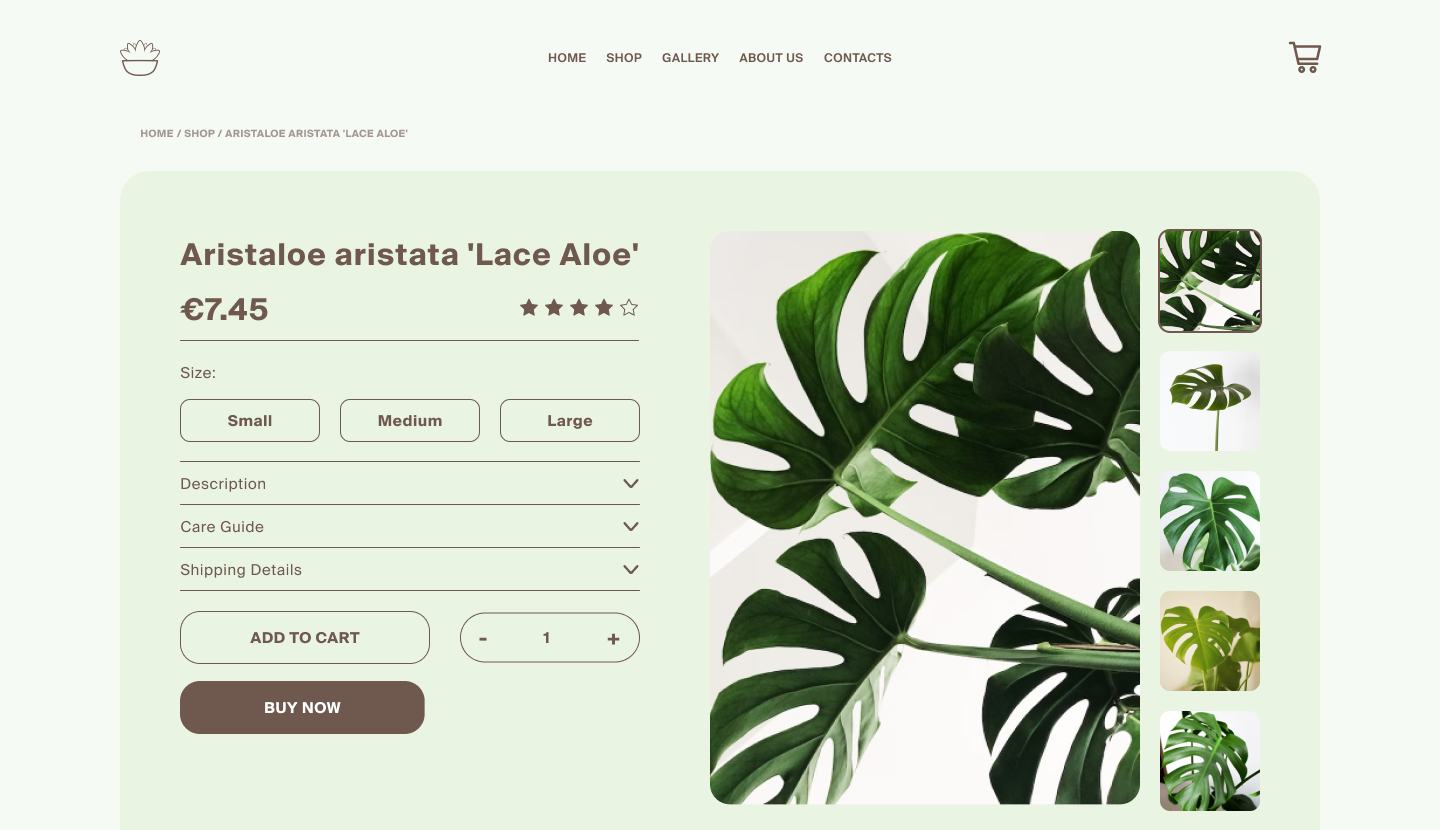 HOME SHOP GALLERY ABOUT US CONTACTS
HOME / SHOP / ARISTALOE ARISTATA 'LACE ALOE'
Aristaloe aristata 'Lace Aloe'
€7.45
Size:
Small Medium Large
Description
Care Guide
Shipping Details
ADD TO CART - 1 +
BUY NOW